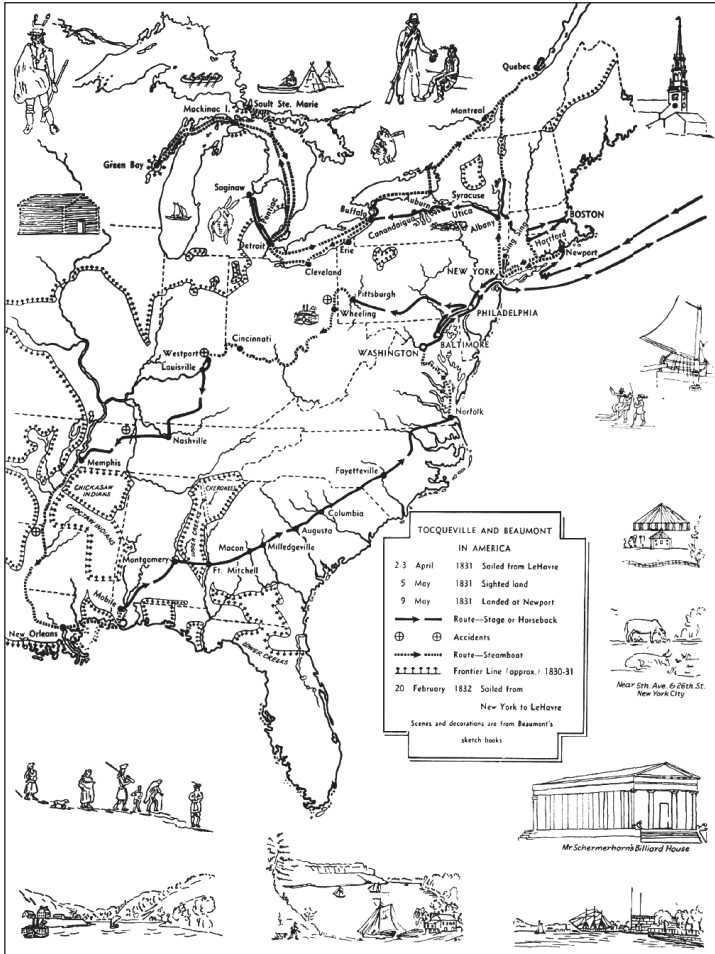 Quebec
Montreal
Sault Ste. Marie
Mackinac I.
Green Bay
Saginaw
Pontiac
Detroit
Buffalo
Canandaigua
Auburn
Syracuse
Utica
Albany
BOSTON
Hartford
Newport
Sing Sing
Erie
Cleveland
NEW YORK
Pittsburgh
Wheeling
PHILADELPHIA
WASHINGTON
BALTIMORE
Cincinnati
Westport
Louisville
Norfolk
Nashville
Memphis
Fayetteville
CHICKASAW
INDIANS
CHEROKEES
CHOCTAW INDIANS
UPPER CREEKS
Columbia
Augusta
Macon
Milledgeville
Montgomery
Ft. Mitchell
Mobile
New Orleans
LOWER CREEKS
TOCQUEVILLE AND BEAUMONT
IN AMERICA
2-3 April 1831 Sailed from LeHavre
5 May 1831 Sighted land
9 May 1831 Landed at Newport
Route—Stage or Horseback
Accidents
Route—Steamboat
Frontier Line (approx.) 1830-31
20 February 1832 Sailed from
New York to LeHavre
Scenes and decorations are from Beaumont's
sketch books
Near 5th. Ave. & 26th St.
New York City
Mr. Schermerhorn's Billiard House